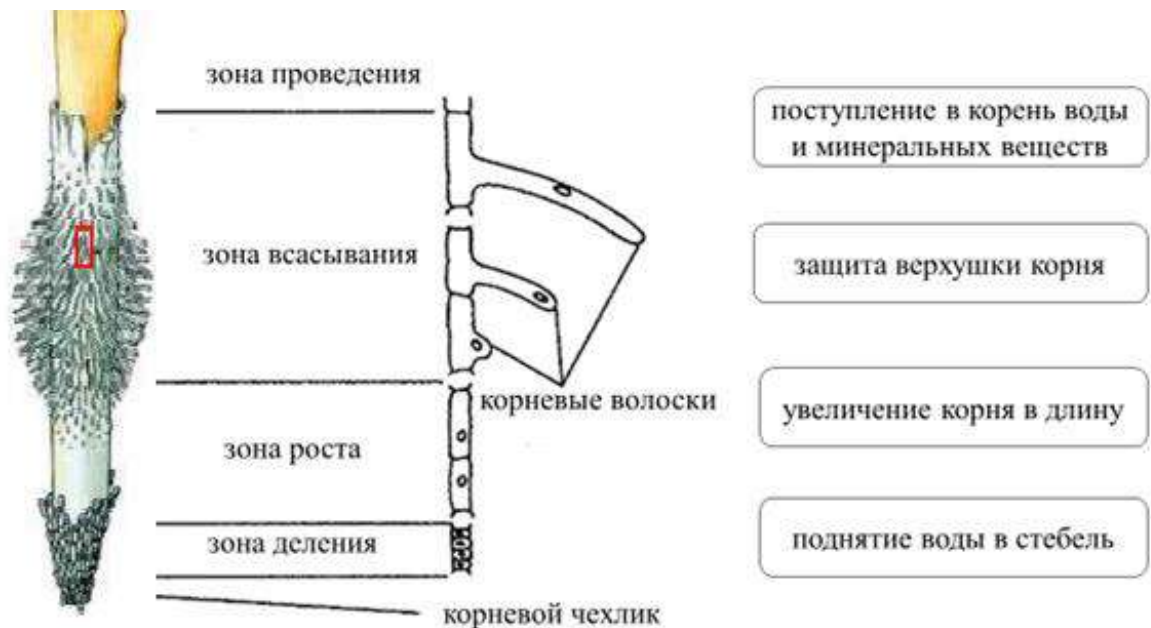 зона проведения
зона всасывания
корневые волоски
зона роста
зона деления
корневой чехлик
поступление в корень воды
и минеральных веществ
защита верхушки корня
увеличение корня в длину
поднятие воды в стебель